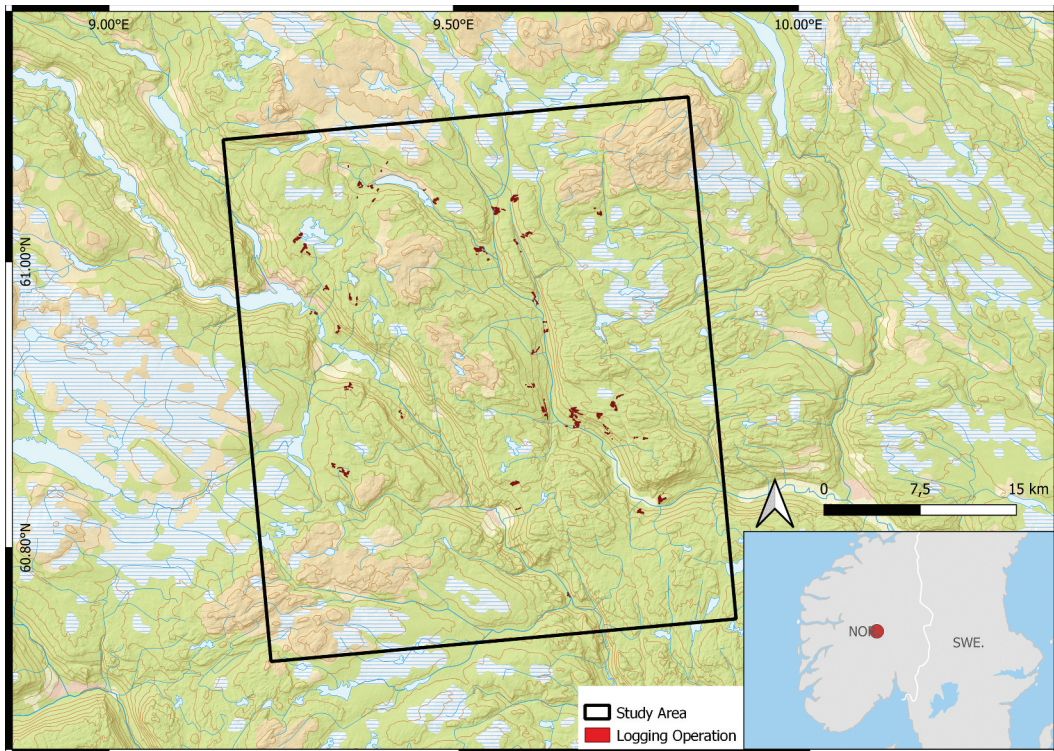 9.00°E
9.50°E
10.00°E
61.00°N
60.80°N
0
7,5
15 km
NO
SWE.
Study Area
Logging Operation